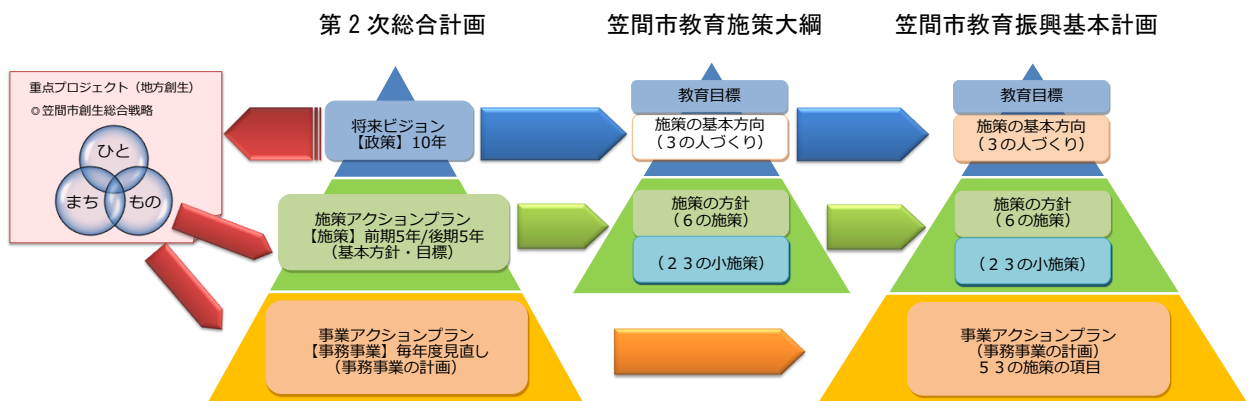 第２次総合計画
笠間市教育施策大綱
笠間市教育振興基本計画
重点プロジェクト（地方創生）
◎笠間市創生総合戦略
ひと
まち
もの
将来ビジョン
【政策】10年
施策アクションプラン
【施策】前期5年/後期5年
（基本方針・目標）
事業アクションプラン
【事務事業】毎年度見直し
（事務事業の計画）
教育目標
施策の基本方向
（３の人づくり）
施策の方針
（６の施策）
（２３の小施策）
教育目標
施策の基本方向
（３の人づくり）
施策の方針
（６の施策）
（２３の小施策）
事業アクションプラン
（事務事業の計画）
５３の施策の項目